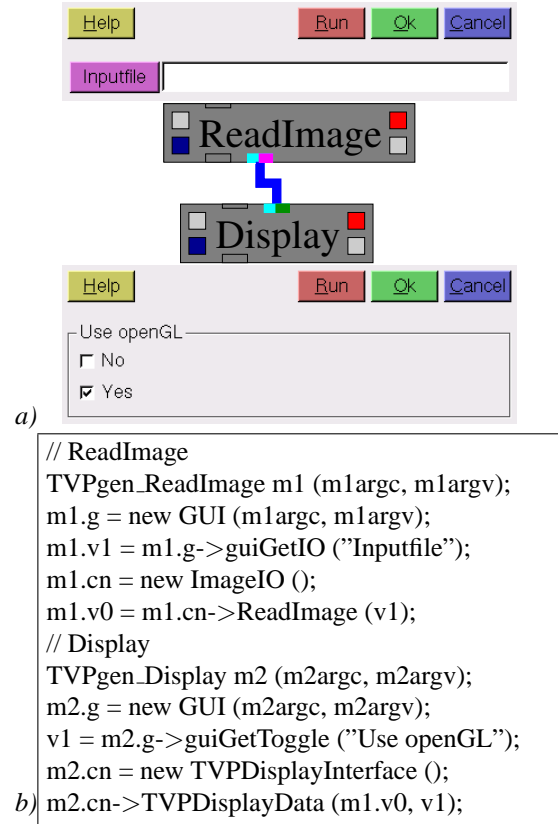 Help Run Ok Cancel
Inputfile
ReadImage
Display
Help Run Ok Cancel
Use openGL
No
Yes
a)
// ReadImage
TVPgen_ReadImage m1 (m1argc, m1argv);
m1.g = new GUI (m1argc, m1argv);
m1.v1 = m1.g->guiGetIO (”Inputfile”);
m1.cn = new ImageIO ();
m1.v0 = m1.cn->ReadImage (v1);
// Display
TVPgen_Display m2 (m2argc, m2argv);
m2.g = new GUI (m2argc, m2argv);
v1 = m2.g->guiGetToggle (”Use openGL”);
m2.cn = new TVPDisplayInterface ();
b) m2.cn->TVPDisplayData (m1.v0, v1);